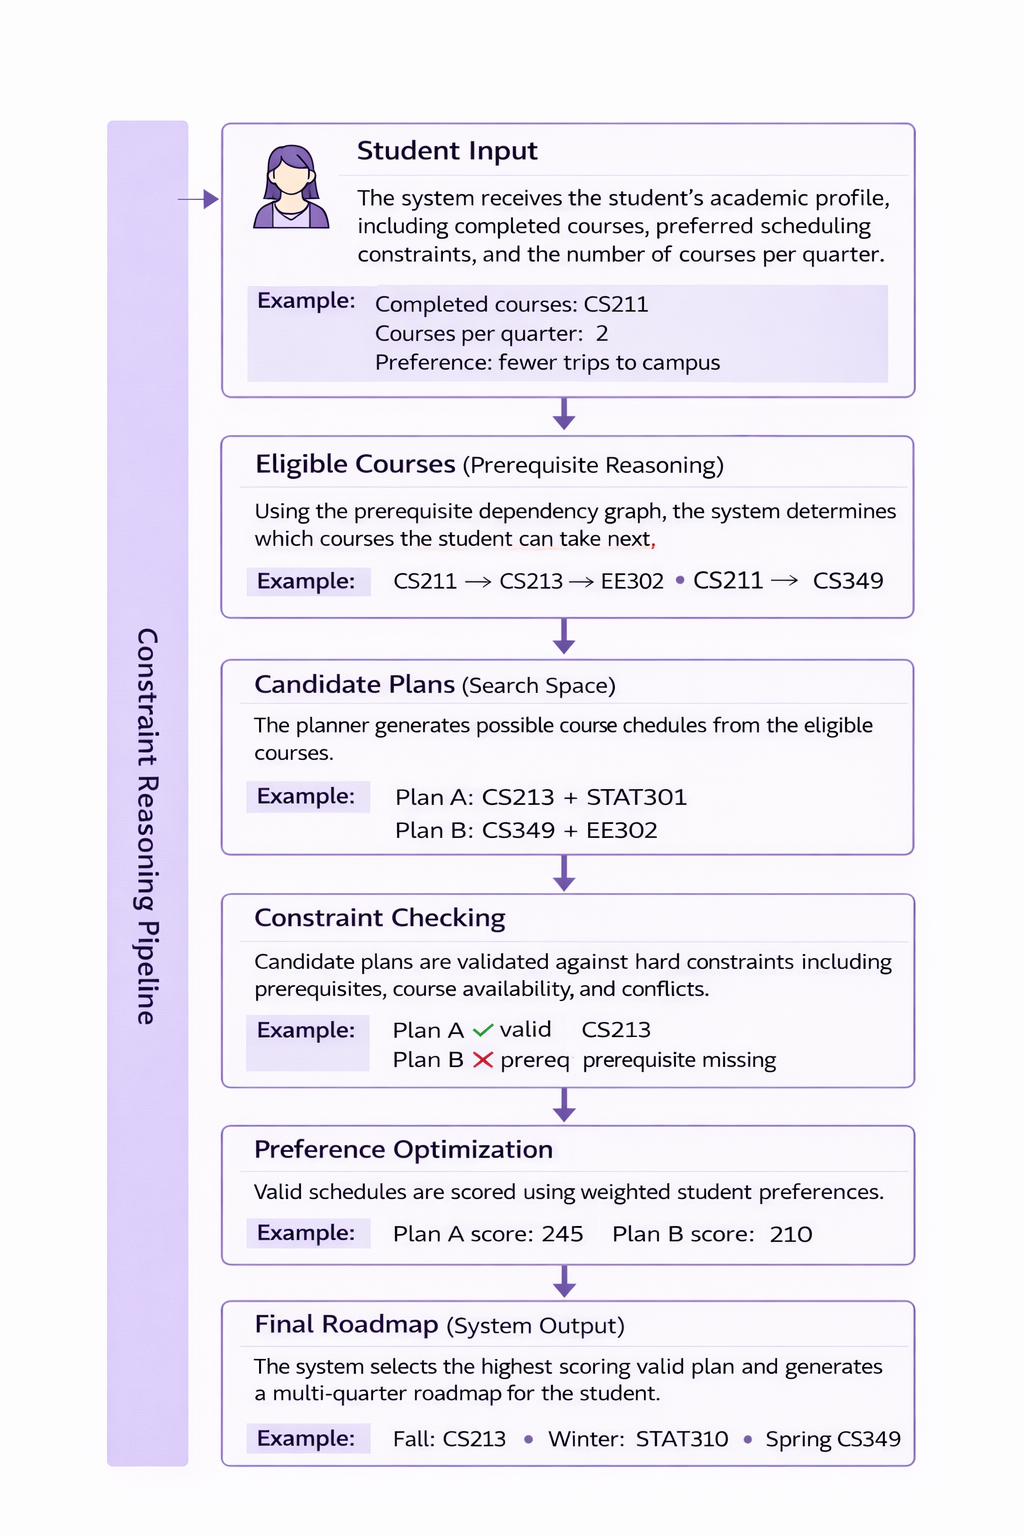 Constraint Reasoning Pipeline
Student Input
The system receives the student's academic profile,
including completed courses, preferred scheduling
constraints, and the number of courses per quarter.
Example: Completed courses: CS211
Courses per quarter: 2
Preference: fewer trips to campus
Eligible Courses (Prerequisite Reasoning)
Using the prerequisite dependency graph, the system determines
which courses the student can take next,
Example: CS211 → CS213 → EE302 • CS211 → CS349
Candidate Plans (Search Space)
The planner generates possible course chedules from the eligible
courses.
Example: Plan A: CS213 + STAT301
Plan B: CS349 + EE302
Constraint Checking
Candidate plans are validated against hard constraints including
prerequisites, course availability, and conflicts.
Example: Plan A ✓ valid CS213
Plan B ✗ prereq prerequisite missing
Preference Optimization
Valid schedules are scored using weighted student preferences.
Example: Plan A score: 245 Plan B score: 210
Final Roadmap (System Output)
The system selects the highest scoring valid plan and generates
a multi-quarter roadmap for the student.
Example: Fall: CS213 • Winter: STAT310 • Spring CS349